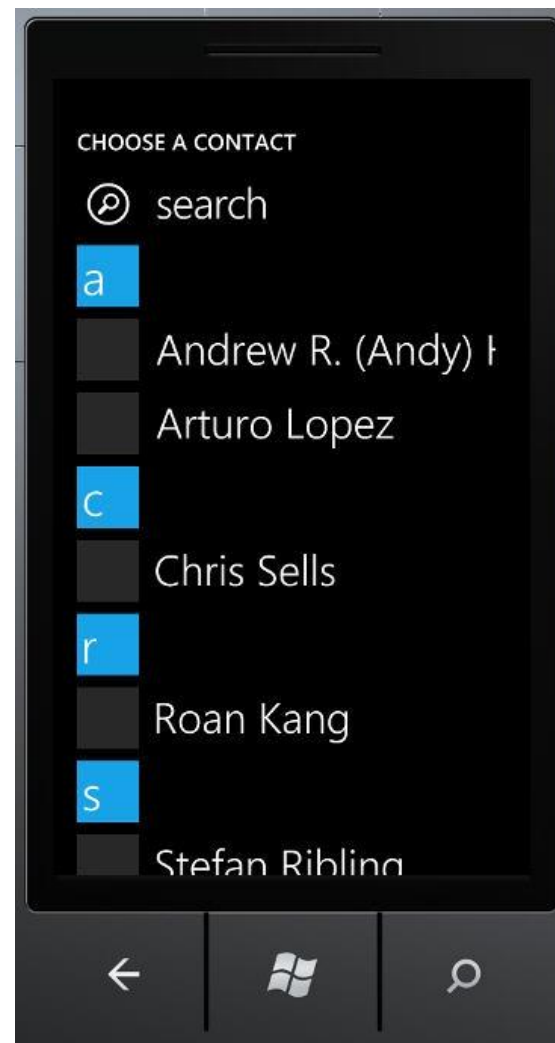 CHOOSE A CONTACT
search
a
Andrew R. (Andy)
Arturo Lopez
c
Chris Sells
r
Roan Kang
s
Stefan Ribling